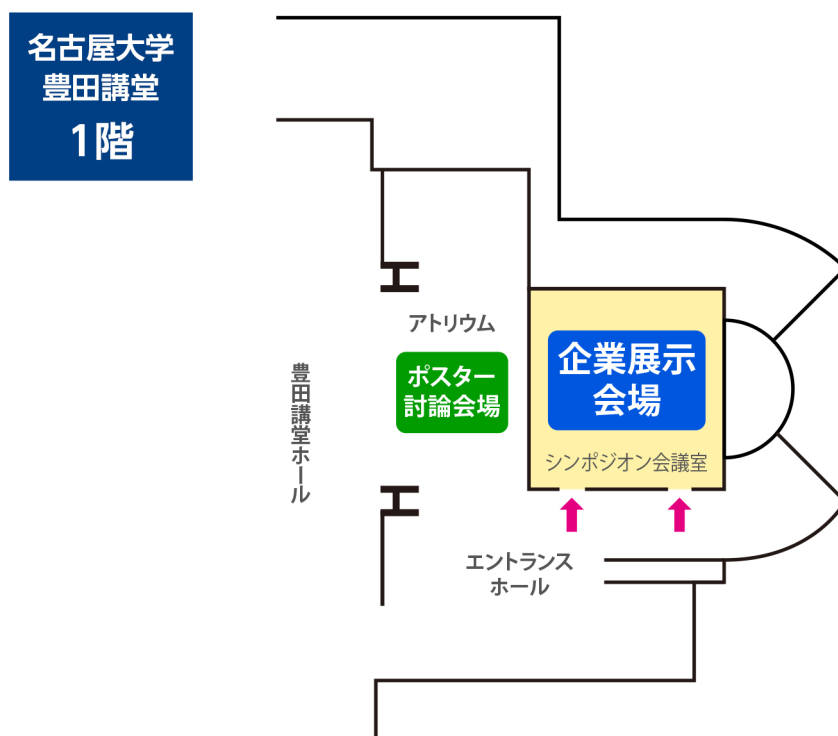 名古屋大学
豊田講堂
1階
アトリウム
ポスター
討論会場
企業展示
会場
シンポジオン会議室
豊田講堂ホール
エントランス
ホール